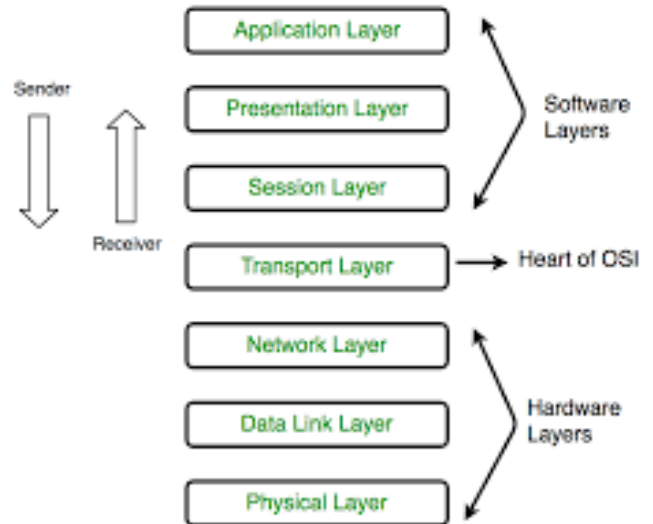 Application Layer
Sender
Presentation Layer
Software
Layers
Session Layer
Receiver
Transport Layer
Heart of OSI
Network Layer
Hardware
Layers
Data Link Layer
Physical Layer